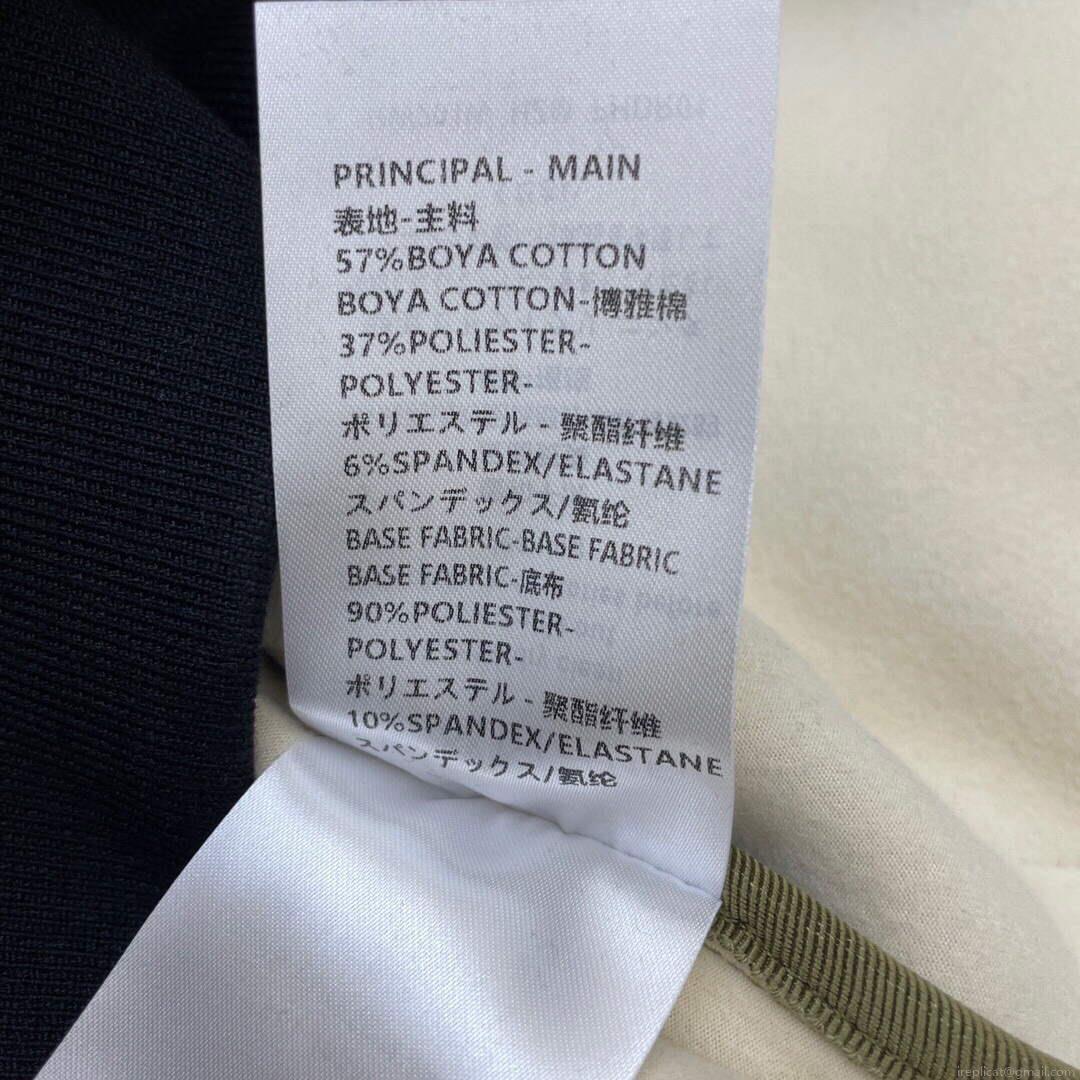 PRINCIPAL - MAIN
表地-主料
57%BOYA COTTON
BOYA COTTON-博雅棉
37%POLIESTER-
POLYESTER-
ポリエステル - 聚酯纤维
6%SPANDEX/ELASTANE
スパンデックス/氨纶
BASE FABRIC-BASE FABRIC
BASE FABRIC-底布
90%POLIESTER-
POLYESTER-
ポリエステル - 聚酯纤维
10%SPANDEX/ELASTANE
スパンデックス/氨纶
ireplicat@gmail.com